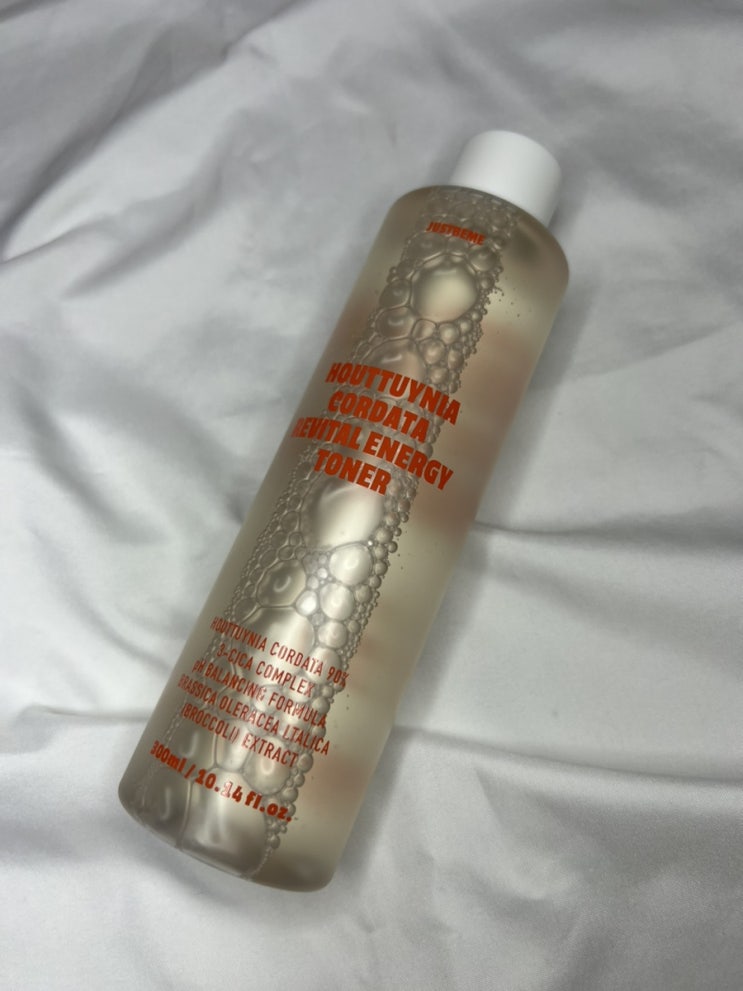 JUSTBEME
HOUTTUYNIA
CORDATA
REVITAL ENERGY
TONER
HOUTTUYNIA CORDATA 90%
3-CICA COMPLEX
pH BALANCING FORMULA
BRASSICA OLERACEA LTALICA
(BROCCOLI) EXTRACT
300ml / 10.14 fl.oz.